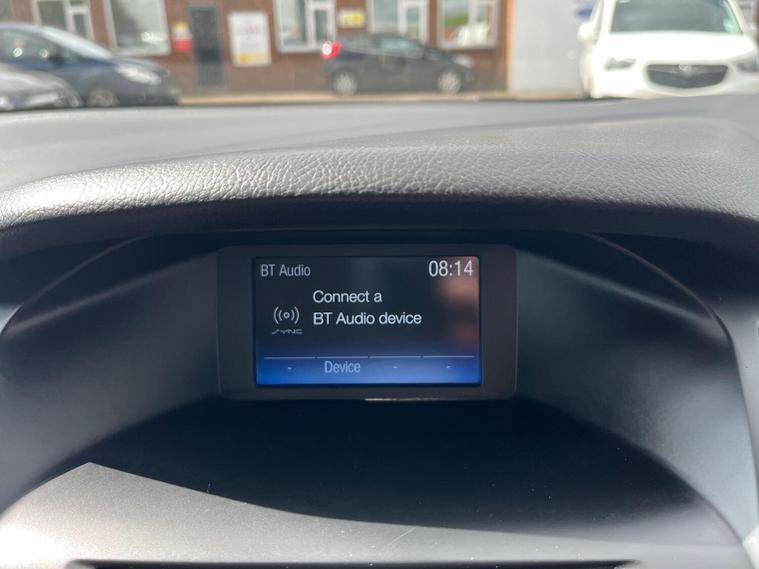 BT Audio 08:14
Connect a
BT Audio device
SYNC
- Device - -